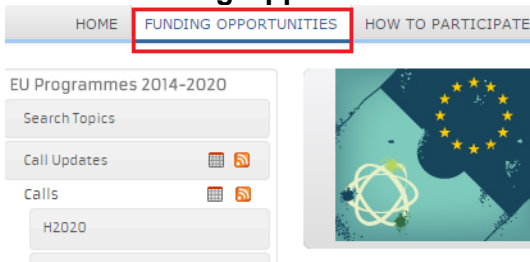 HOME FUNDING OPPORTUNITIES HOW TO PARTICIPATE
EU Programmes 2014-2020
Search Topics
Call Updates
Calls
H2020